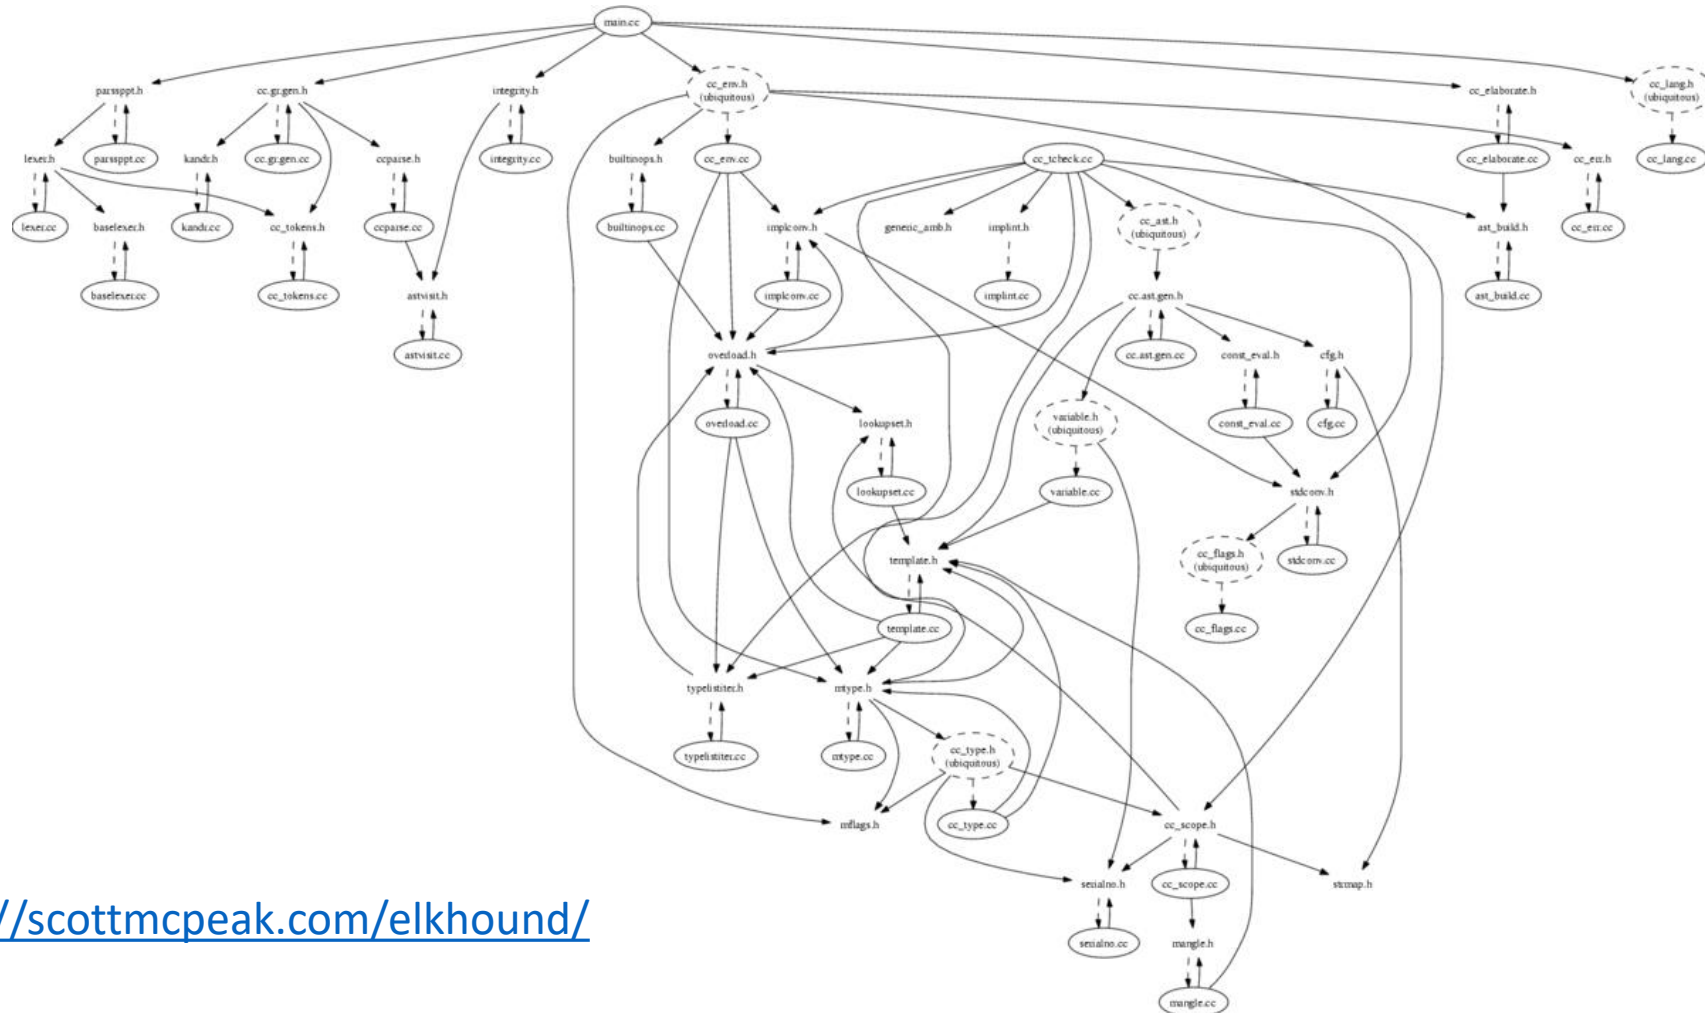 main.cc
parssppt.h
cc.gr.gen.h
integrity.h
cc_env.h
(ubiquitous)
cc_elaborate.h
cc_lang.h
(ubiquitous)
lexer.h
parssppt.cc
kandr.h
cc.gr.gen.cc
ccparse.h
integrity.cc
builtinops.h
cc_env.cc
cc_tcheck.cc
cc_elaborate.cc
cc_err.h
cc_lang.cc
lexer.cc
baselexer.h
kandr.cc
cc_tokens.h
ccparse.cc
builtinops.cc
implconv.h
generic_amb.h
implint.h
cc_ast.h
(ubiquitous)
ast_build.h
cc_err.cc
baselexer.cc
cc_tokens.cc
astvisit.h
implconv.cc
implint.cc
cc.ast.gen.h
ast_build.cc
astvisit.cc
overload.h
cc.ast.gen.cc
const_eval.h
cfg.h
overload.cc
lookupset.h
variable.h
(ubiquitous)
const_eval.cc
cfg.cc
lookupset.cc
variable.cc
stdconv.h
template.h
cc_flags.h
(ubiquitous)
stdconv.cc
template.cc
cc_flags.cc
typelistiter.h
mtype.h
typelistiter.cc
mtype.cc
cc_type.h
(ubiquitous)
mflags.h
cc_type.cc
cc_scope.h
serialno.h
cc_scope.cc
strmap.h
//scottmcpeak.com/elkhound/
serialno.cc
mangle.h
mangle.cc